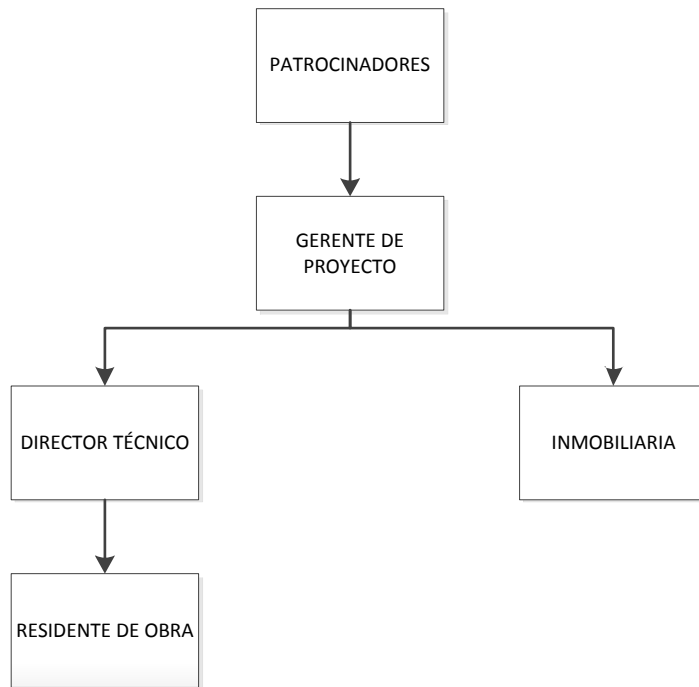 PATROCINADORES
GERENTE DE
PROYECTO
DIRECTOR TÉCNICO
INMOBILIARIA
RESIDENTE DE OBRA